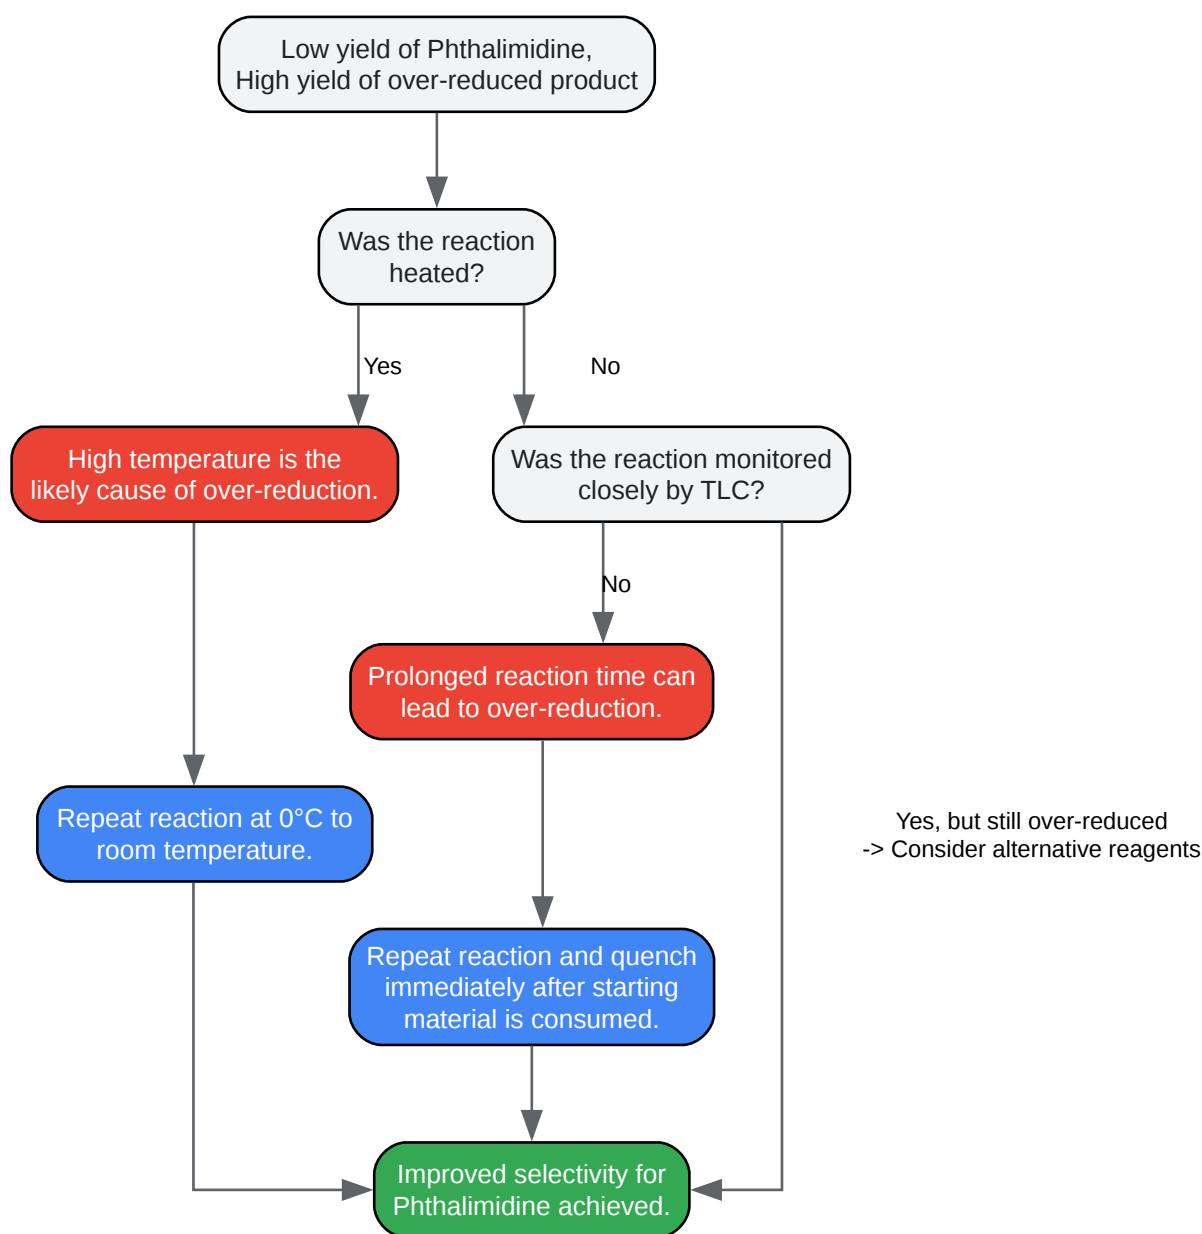 Low yield of Phthalimidine,
High yield of over-reduced product
Was the reaction
heated?
Yes
No
High temperature is the
likely cause of over-reduction.
Was the reaction monitored
closely by TLC?
No
Prolonged reaction time can
lead to over-reduction.
Repeat reaction at 0°C to
room temperature.
Yes, but still over-reduced
-> Consider alternative reagents
Repeat reaction and quench
immediately after starting
material is consumed.
Improved selectivity for
Phthalimidine achieved.